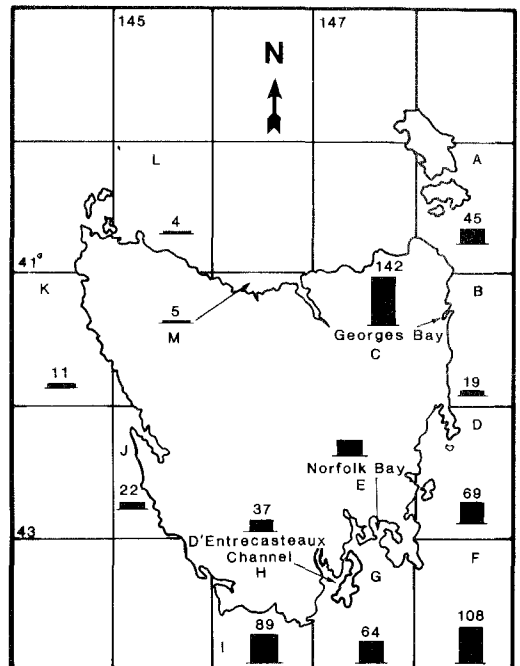 145
147
N
L
A
4
45
41°
142
K
B
5
M
Georges Bay
C
11
19
D
J
Norfolk Bay
E
22
37
69
43
D'Entrecasteaux
Channel
H
G
F
I
89
64
108